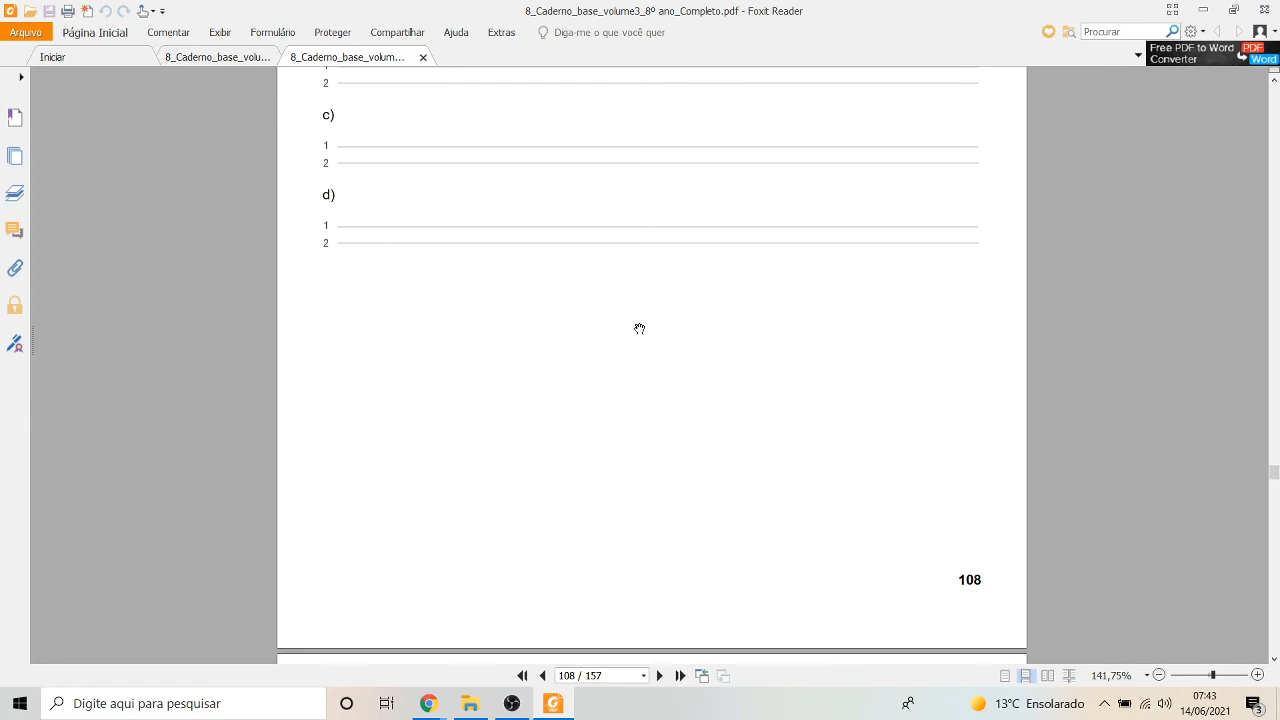 8_Caderno_base_volume3_8º ano_Completo.pdf - Foxit Reader
Arquivo Página Inicial Comentar Exibir Formulário Proteger Compartilhar Ajuda Extras Diga-me o que você quer Procurar
Iniciar 8_Caderno_base_volu... 8_Caderno_base_volum... Free PDF to Word Converter PDF Word
2
c)
1
2
d)
1
2
108
108 / 157 141,75%
Digite aqui para pesquisar 13°C Ensolarado 07:43 14/06/2021 3